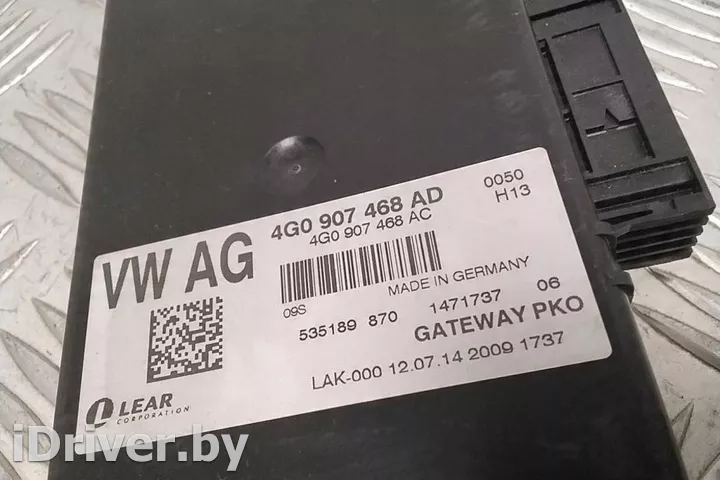 VW AG
4G0 907 468 AD
4G0 907 468 AC
0050
H13
09S
MADE IN GERMANY
535189 870
1471737 06
GATEWAY PKO
LAK-000 12.07.14 2009 1737
LEAR
CORPORATION
iDriver.by